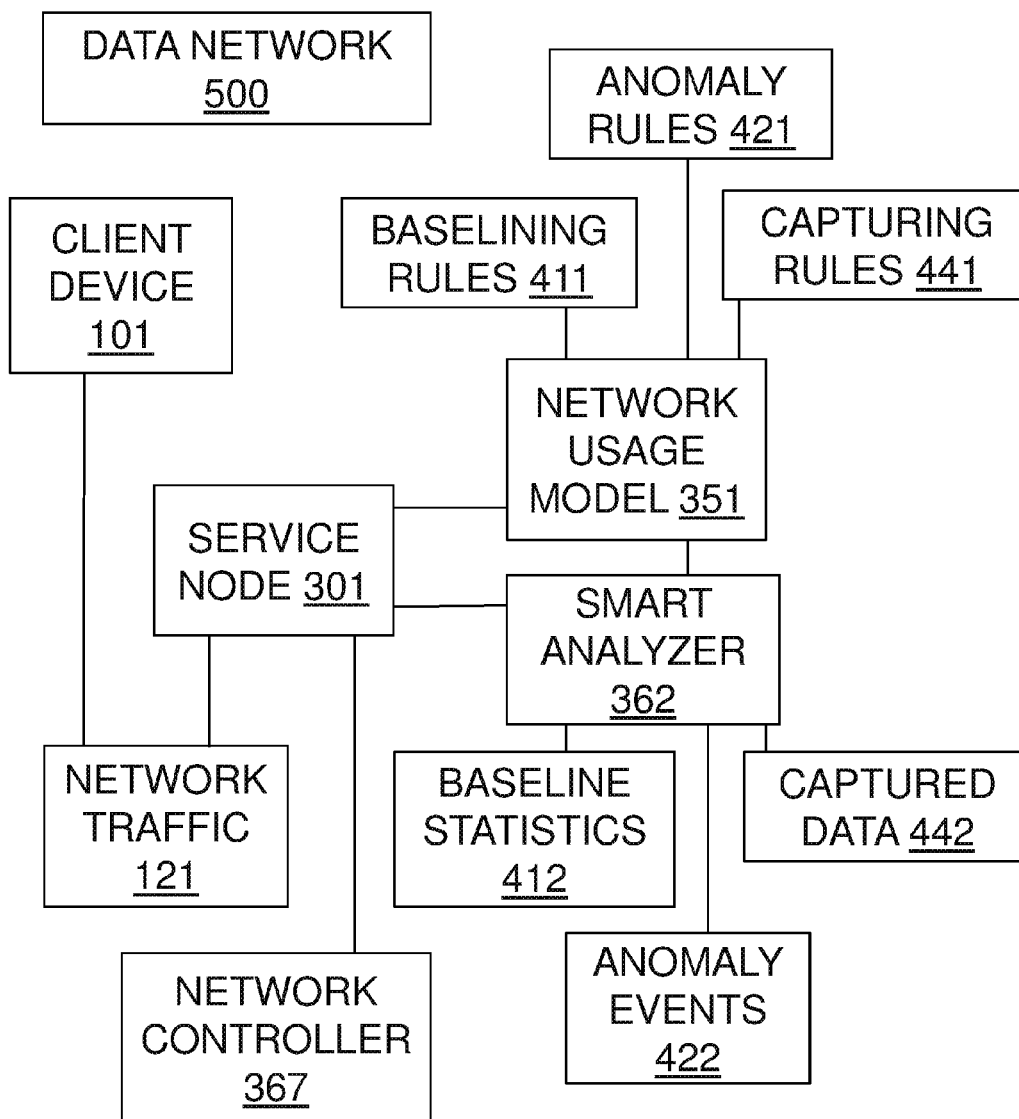 DATA NETWORK
500
ANOMALY
RULES 421
CLIENT
DEVICE
101
BASELINING
RULES 411
CAPTURING
RULES 441
NETWORK
USAGE
MODEL 351
SERVICE
NODE 301
SMART
ANALYZER
362
NETWORK
TRAFFIC
121
BASELINE
STATISTICS
412
CAPTURED
DATA 442
NETWORK
CONTROLLER
367
ANOMALY
EVENTS
422